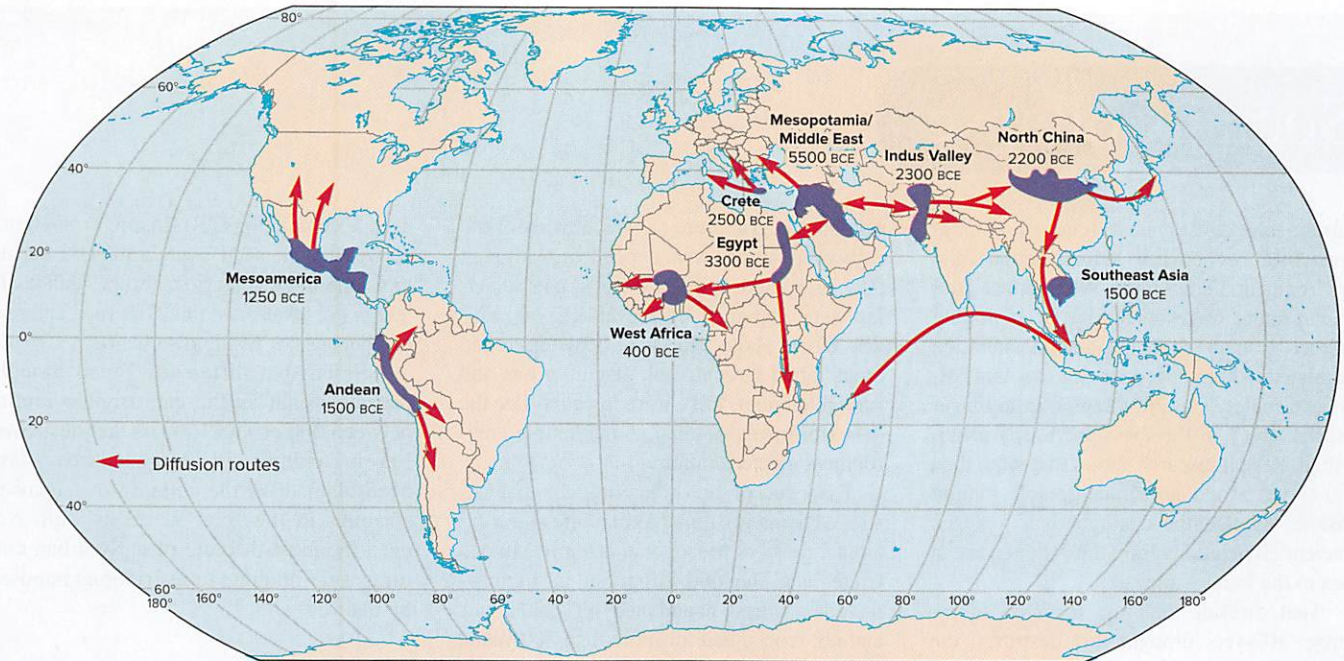 80°
60°
40°
20°
0°
20°
40°
60°
Mesopotamia/
Middle East
5500 BCE
North China
2200 BCE
Indus Valley
2300 BCE
Crete
2500 BCE
Egypt
3300 BCE
Mesoamerica
1250 BCE
Southeast Asia
1500 BCE
West Africa
400 BCE
Andean
1500 BCE
Diffusion routes
180° 160° 140° 120° 100° 80° 60° 40° 20° 0° 20° 40° 60° 80° 100° 120° 140° 160° 180°